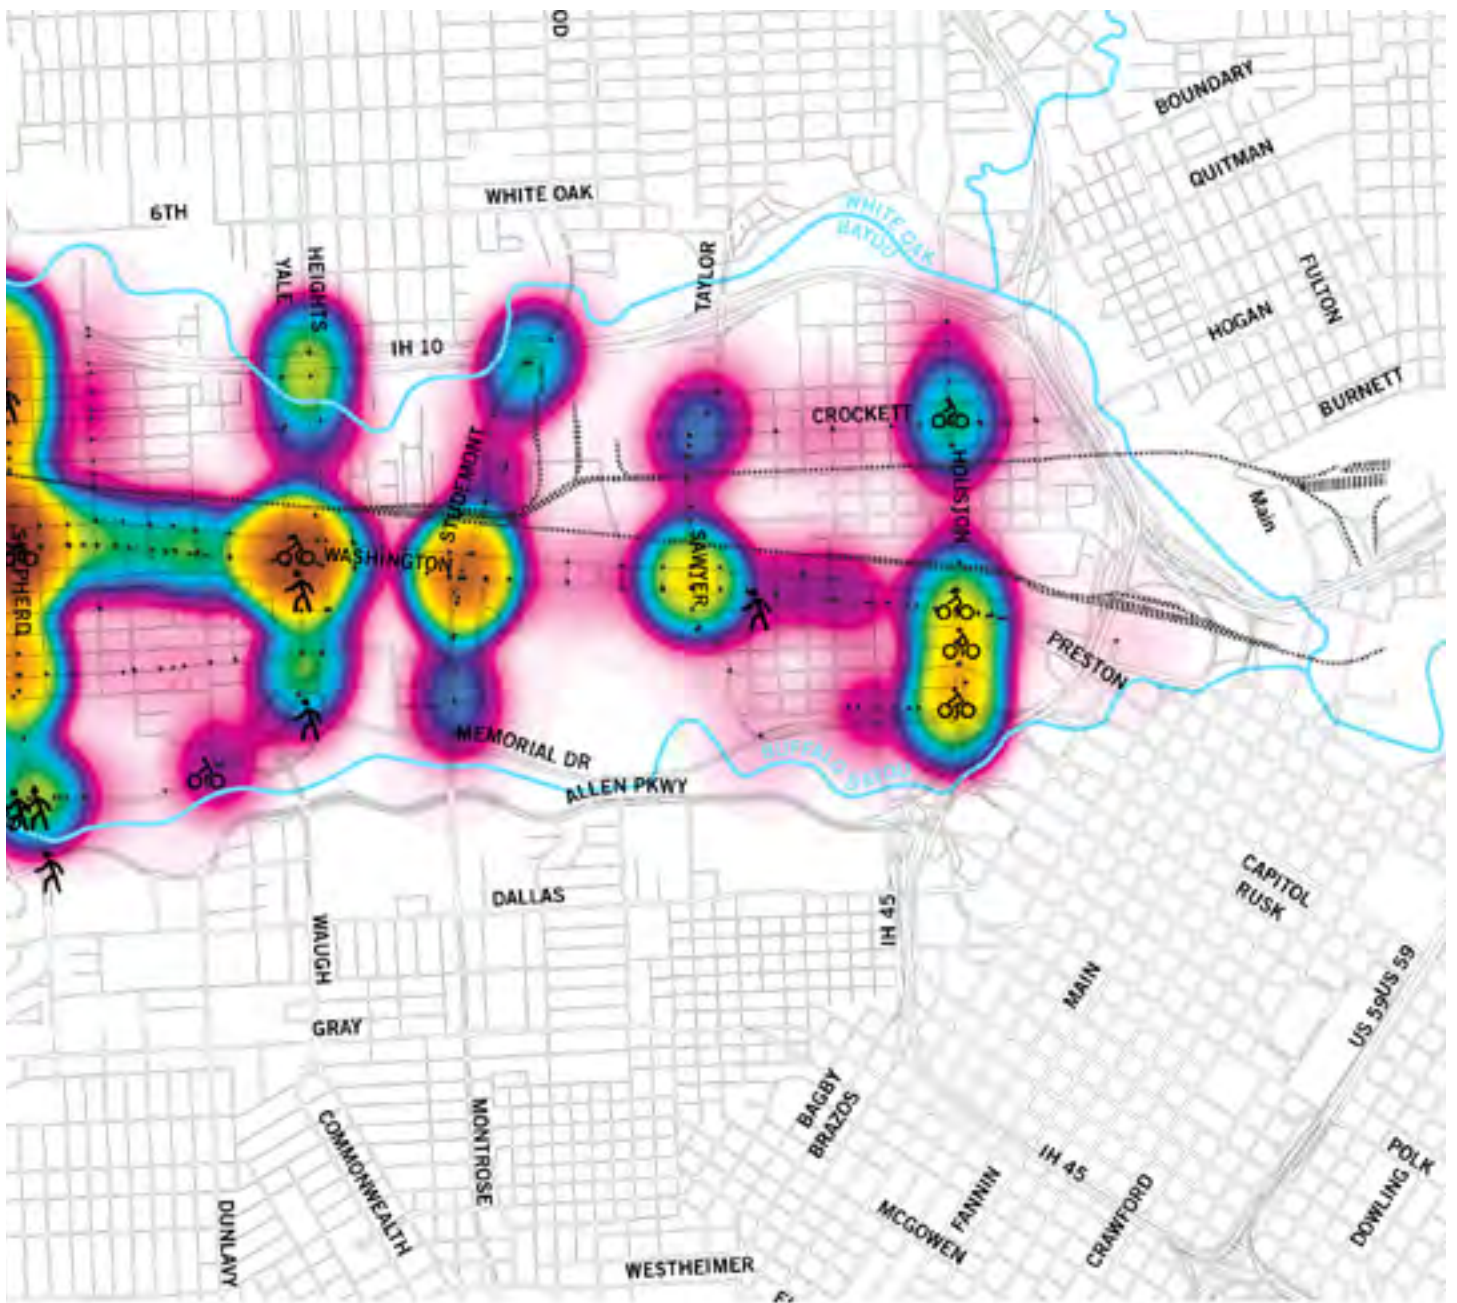 BOUNDARY
QUITMAN
WHITE OAK
6TH
WHITE OAK
BAYOU
HEIGHTS
YALE
TAYLOR
FULTON
HOGAN
IH 10
BURNETT
CROCKETT
STUDEMONT
HOUSTON
Main
WASHINGTON
SAWYER
PRESTON
MEMORIAL DR
BUFFALO BAYOU
ALLEN PKWY
DALLAS
CAPITOL
RUSK
IH 45
WAUGH
US 59
US 59
MAIN
GRAY
BAGBY
BRAZOS
MONTROSE
COMMONWEALTH
IH 45
POLK
DOWLING
FANNIN
CRAWFORD
MCGOWEN
DUNLAVY
WESTHEIMER